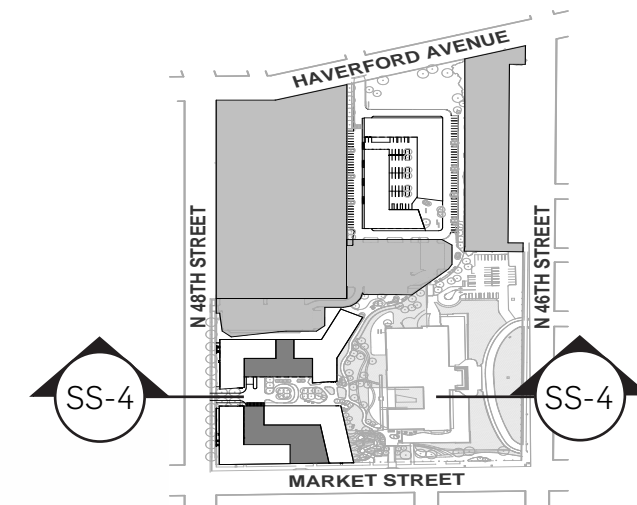 HAVERFORD AVENUE
N 48TH STREET
N 46TH STREET
SS-4
SS-4
MARKET STREET